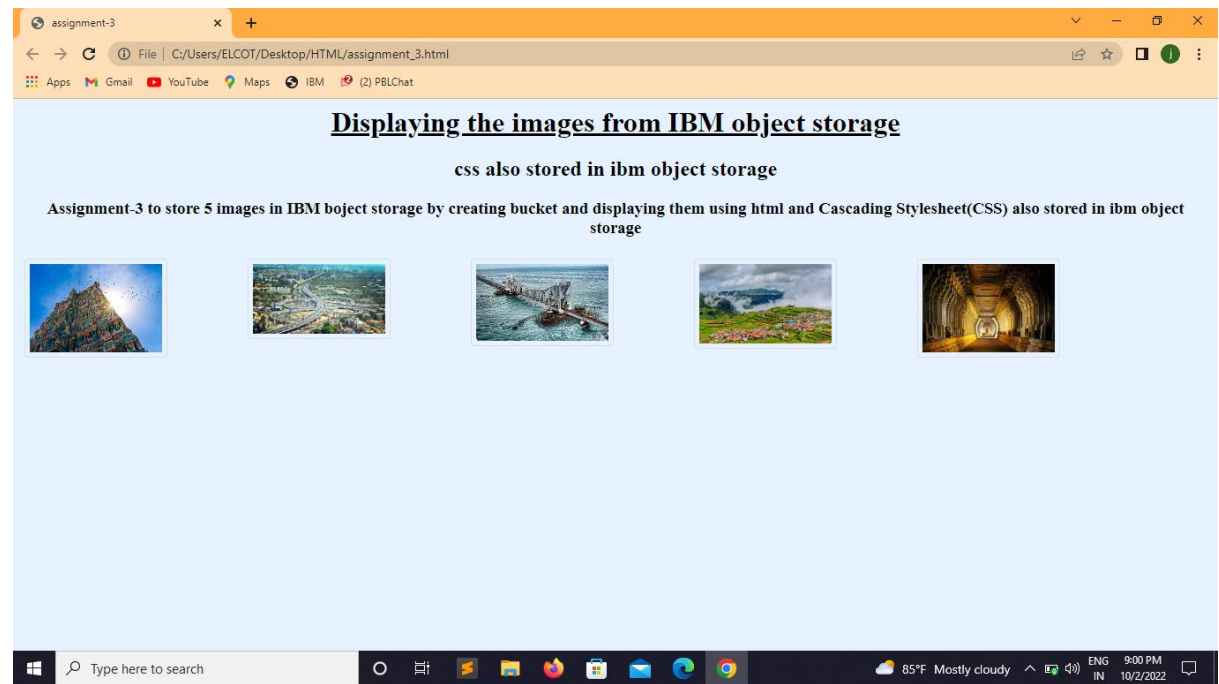 assignment-3
File | C:/Users/ELCOT/Desktop/HTML/assignment_3.html
j
Apps Gmail YouTube Maps IBM (2) PBLChat
Displaying the images from IBM object storage
css also stored in ibm object storage
Assignment-3 to store 5 images in IBM boject storage by creating bucket and displaying them using html and Cascading Stylesheet(CSS) also stored in ibm object
storage
Type here to search
85°F Mostly cloudy
ENG
IN
9:00 PM
10/2/2022